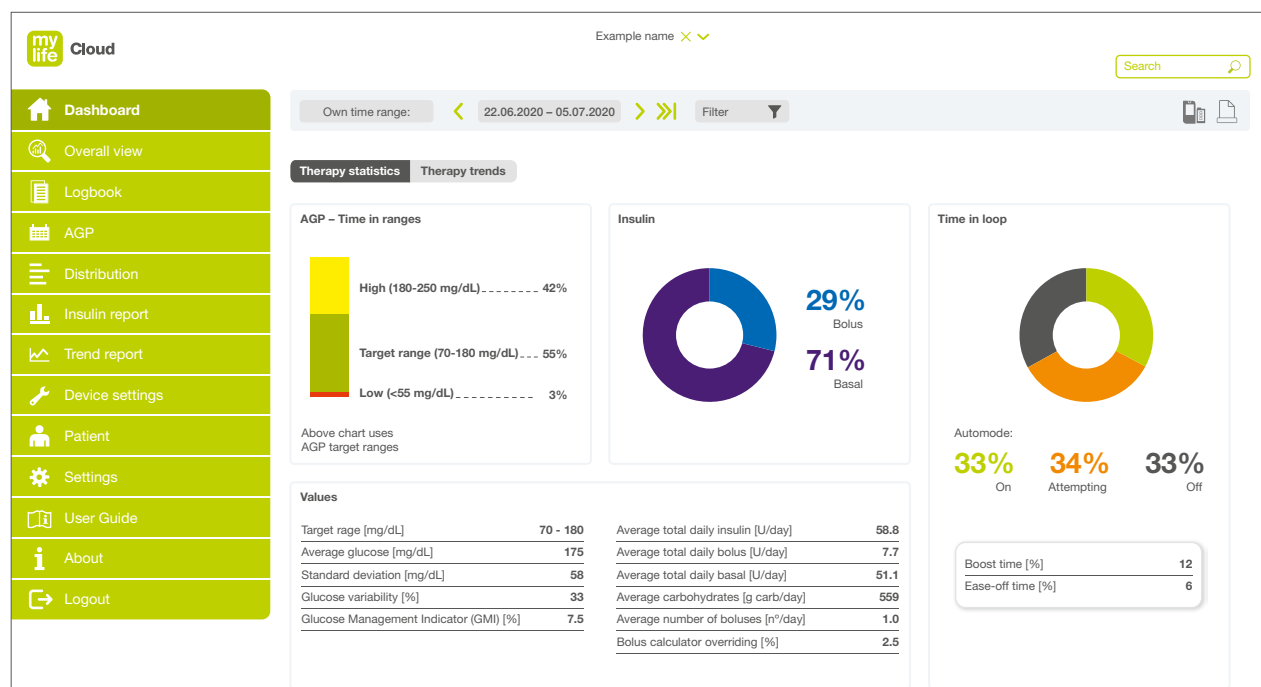 my
life
Cloud
Example name
Search
Dashboard
Overall view
Logbook
AGP
Distribution
Insulin report
Trend report
Device settings
Patient
Settings
User Guide
About
Logout
Own time range:
22.06.2020 – 05.07.2020
Filter
Therapy statistics
Therapy trends
AGP – Time in ranges
High (180-250 mg/dL) 42%
Target range (70-180 mg/dL) 55%
Low (<55 mg/dL) 3%
Above chart uses
AGP target ranges
Insulin
29%
Bolus
71%
Basal
Time in loop
Automode:
33% 34% 33%
On Attempting Off
Boost time [%] 12
Ease-off time [%] 6
Values
Target rage [mg/dL] 70 - 180
Average glucose [mg/dL] 175
Standard deviation [mg/dL] 58
Glucose variability [%] 33
Glucose Management Indicator (GMI) [%] 7.5
Average total daily insulin [U/day] 58.8
Average total daily bolus [U/day] 7.7
Average total daily basal [U/day] 51.1
Average carbohydrates [g carb/day] 559
Average number of boluses [nº/day] 1.0
Bolus calculator overriding [%] 2.5